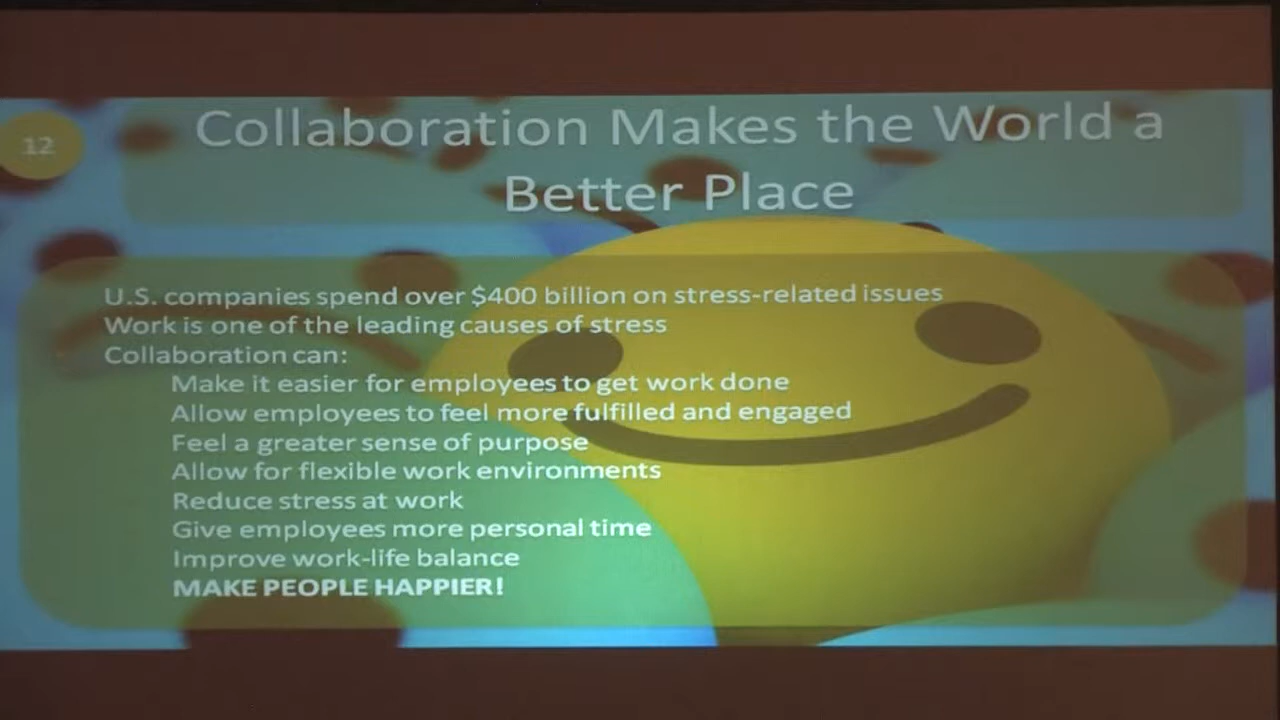 12
Collaboration Makes the World a
Better Place
U.S. companies spend over $400 billion on stress-related issues
Work is one of the leading causes of stress
Collaboration can:
Make it easier for employees to get work done
Allow employees to feel more fulfilled and engaged
Feel a greater sense of purpose
Allow for flexible work environments
Reduce stress at work
Give employees more personal time
Improve work-life balance
MAKE PEOPLE HAPPIER!